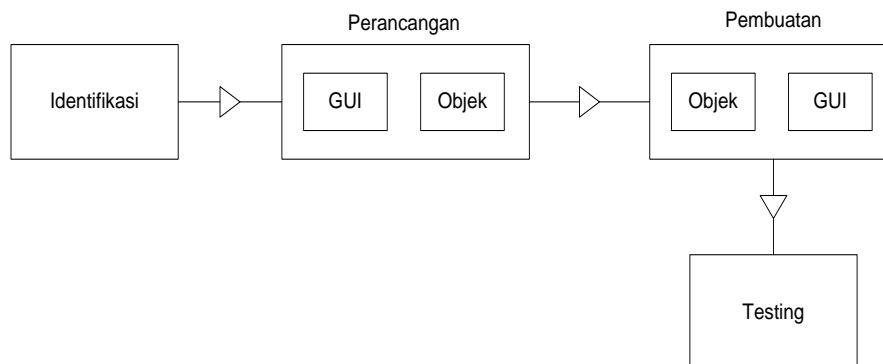 Perancangan
Pembuatan
Identifikasi
GUI
Objek
Objek
GUI
Testing